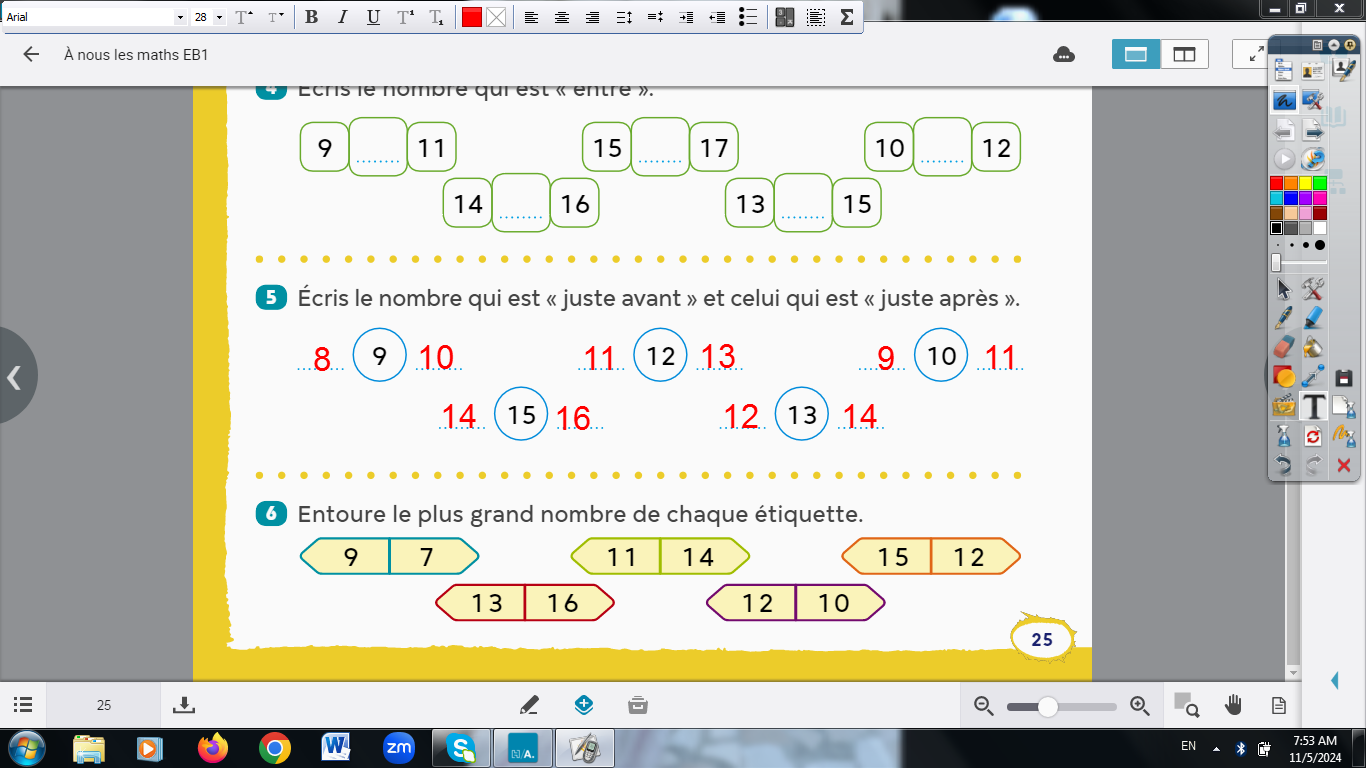 Arial 28 B I U T¹ T₁ Σ
À nous les maths EB1
4 Écris le nombre qui est « entre ».
9 ........ 11 15 ........ 17 10 ........ 12
14 ........ 16 13 ........ 15
5 Écris le nombre qui est « juste avant » et celui qui est « juste après ».
8 9 10 11 12 13 9 10 11
14 15 16 12 13 14
6 Entoure le plus grand nombre de chaque étiquette.
9 7 11 14 15 12
13 16 12 10
25
25
EN 7:53 AM
11/5/2024